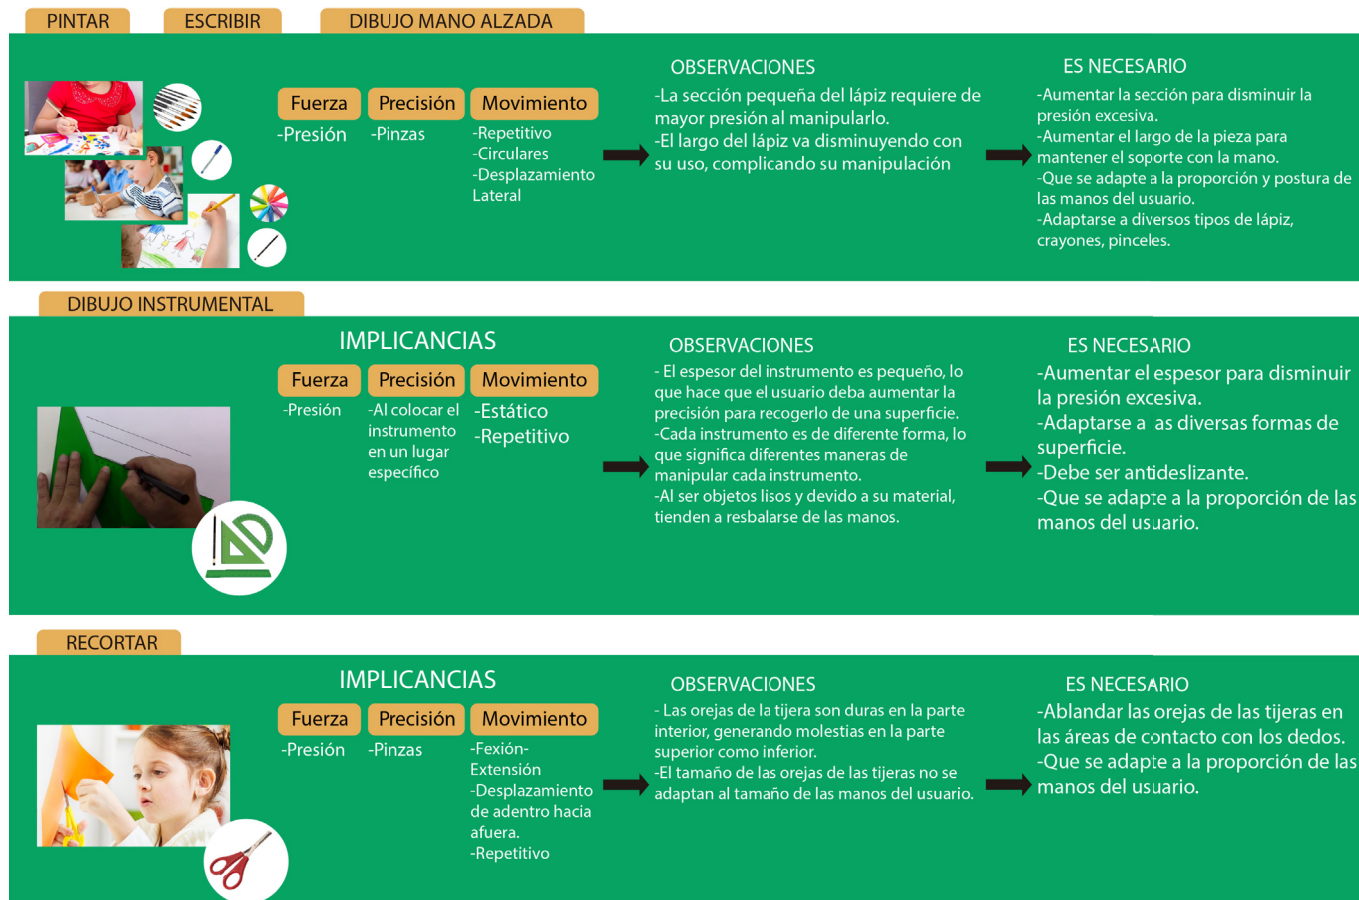 PINTAR
ESCRIBIR
DIBUJO MANO ALZADA
Fuerza
-Presión
Precisión
-Pinzas
Movimiento
-Repetitivo
-Circulares
-Desplazamiento
Lateral
OBSERVACIONES
-La sección pequeña del lápiz requiere de
mayor presión al manipularlo.
-El largo del lápiz va disminuyendo con
su uso, complicando su manipulación
ES NECESARIO
-Aumentar la sección para disminuir la
presión excesiva.
-Aumentar el largo de la pieza para
mantener el soporte con la mano.
-Que se adapte a la proporción y postura de
las manos del usuario.
-Adaptarse a diversos tipos de lápiz,
crayones, pinceles.
DIBUJO INSTRUMENTAL
IMPLICANCIAS
Fuerza
-Presión
Precisión
-Al colocar el
instrumento
en un lugar
específico
Movimiento
-Estático
-Repetitivo
OBSERVACIONES
- El espesor del instrumento es pequeño, lo
que hace que el usuario deba aumentar la
precisión para recogerlo de una superficie.
-Cada instrumento es de diferente forma, lo
que significa diferentes maneras de
manipular cada instrumento.
-Al ser objetos lisos y devido a su material,
tienden a resbalarse de las manos.
ES NECESARIO
-Aumentar el espesor para disminuir
la presión excesiva.
-Adaptarse a as diversas formas de
superficie.
-Debe ser antideslizante.
-Que se adapte a la proporción de las
manos del usuario.
RECORTAR
IMPLICANCIAS
Fuerza
-Presión
Precisión
-Pinzas
Movimiento
-Fexión-
Extensión
-Desplazamiento
de adentro hacia
afuera.
-Repetitivo
OBSERVACIONES
- Las orejas de la tijera son duras en la parte
interior, generando molestias en la parte
superior como inferior.
-El tamaño de las orejas de las tijeras no se
adaptan al tamaño de las manos del usuario.
ES NECESARIO
-Ablandar las orejas de las tijeras en
las áreas de contacto con los dedos.
-Que se adapte a la proporción de las
manos del usuario.